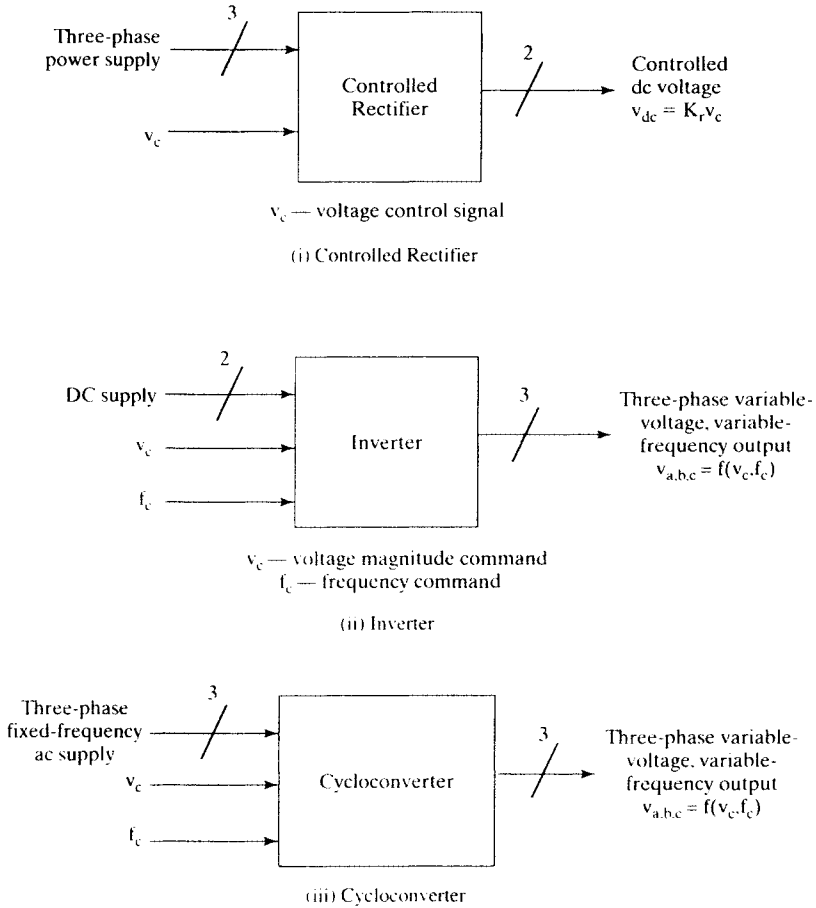 3
Three-phase
power supply
v_c
Controlled
Rectifier
2
Controlled
dc voltage
v_dc = K_r v_c
v_c — voltage control signal
(i) Controlled Rectifier
2
DC supply
v_c
f_c
Inverter
3
Three-phase variable-
voltage, variable-
frequency output
v_a,b,c = f(v_c,f_c)
v_c — voltage magnitude command
f_c — frequency command
(ii) Inverter
3
Three-phase
fixed-frequency
ac supply
v_c
f_c
Cycloconverter
3
Three-phase variable-
voltage, variable-
frequency output
v_a,b,c = f(v_c,f_c)
(iii) Cycloconverter